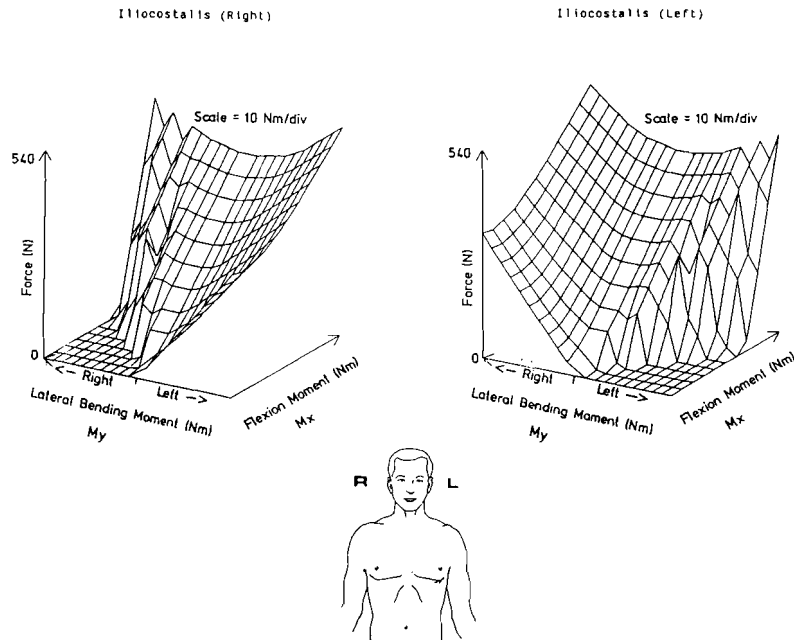 Iliocostalis (Right)
Scale = 10 Nm/div
540
Force (N)
0
<-- Right
Left -->
Lateral Bending Moment (Nm)
My
Flexion Moment (Nm)
Mx
Iliocostalis (Left)
Scale = 10 Nm/div
540
Force (N)
0
<-- Right
Left -->
Lateral Bending Moment (Nm)
My
Flexion Moment (Nm)
Mx
R
L